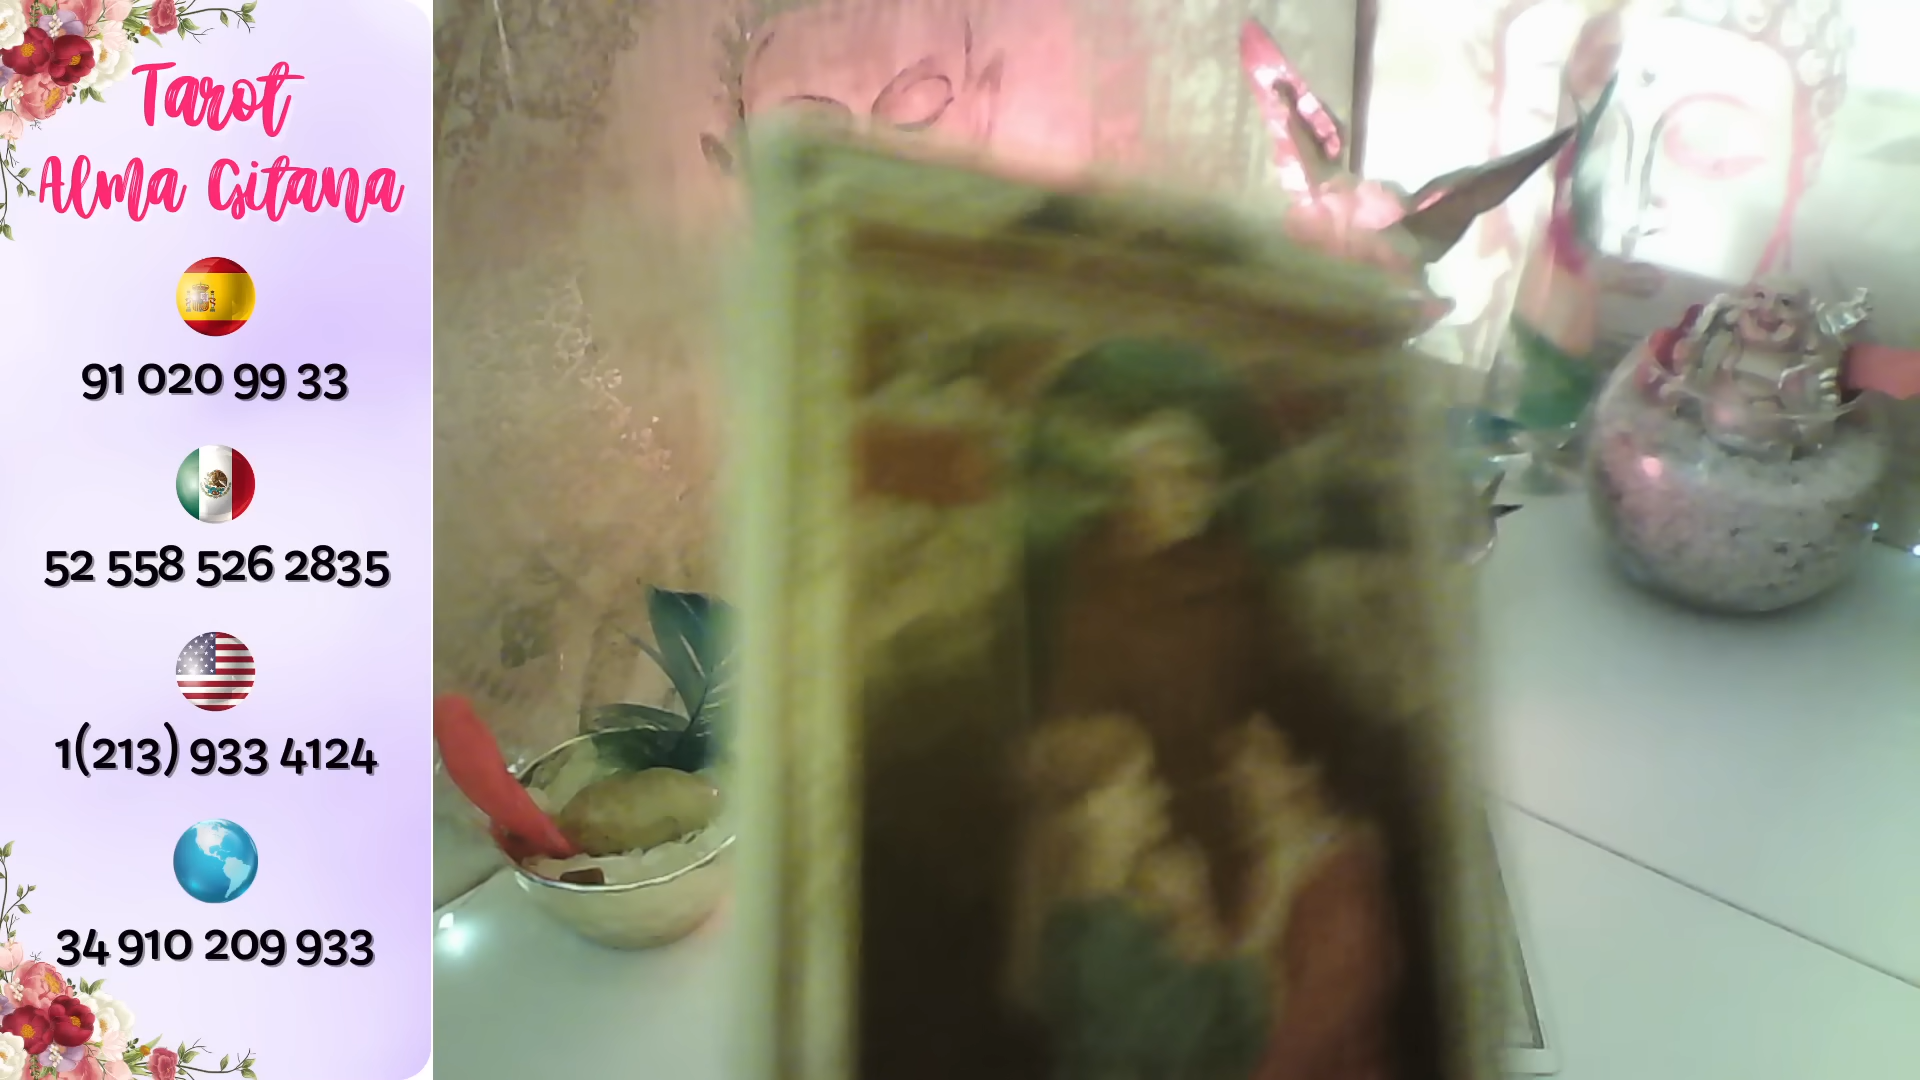 Tarot
Alma Gitana
91 020 99 33
52 558 526 2835
1(213) 933 4124
34 910 209 933